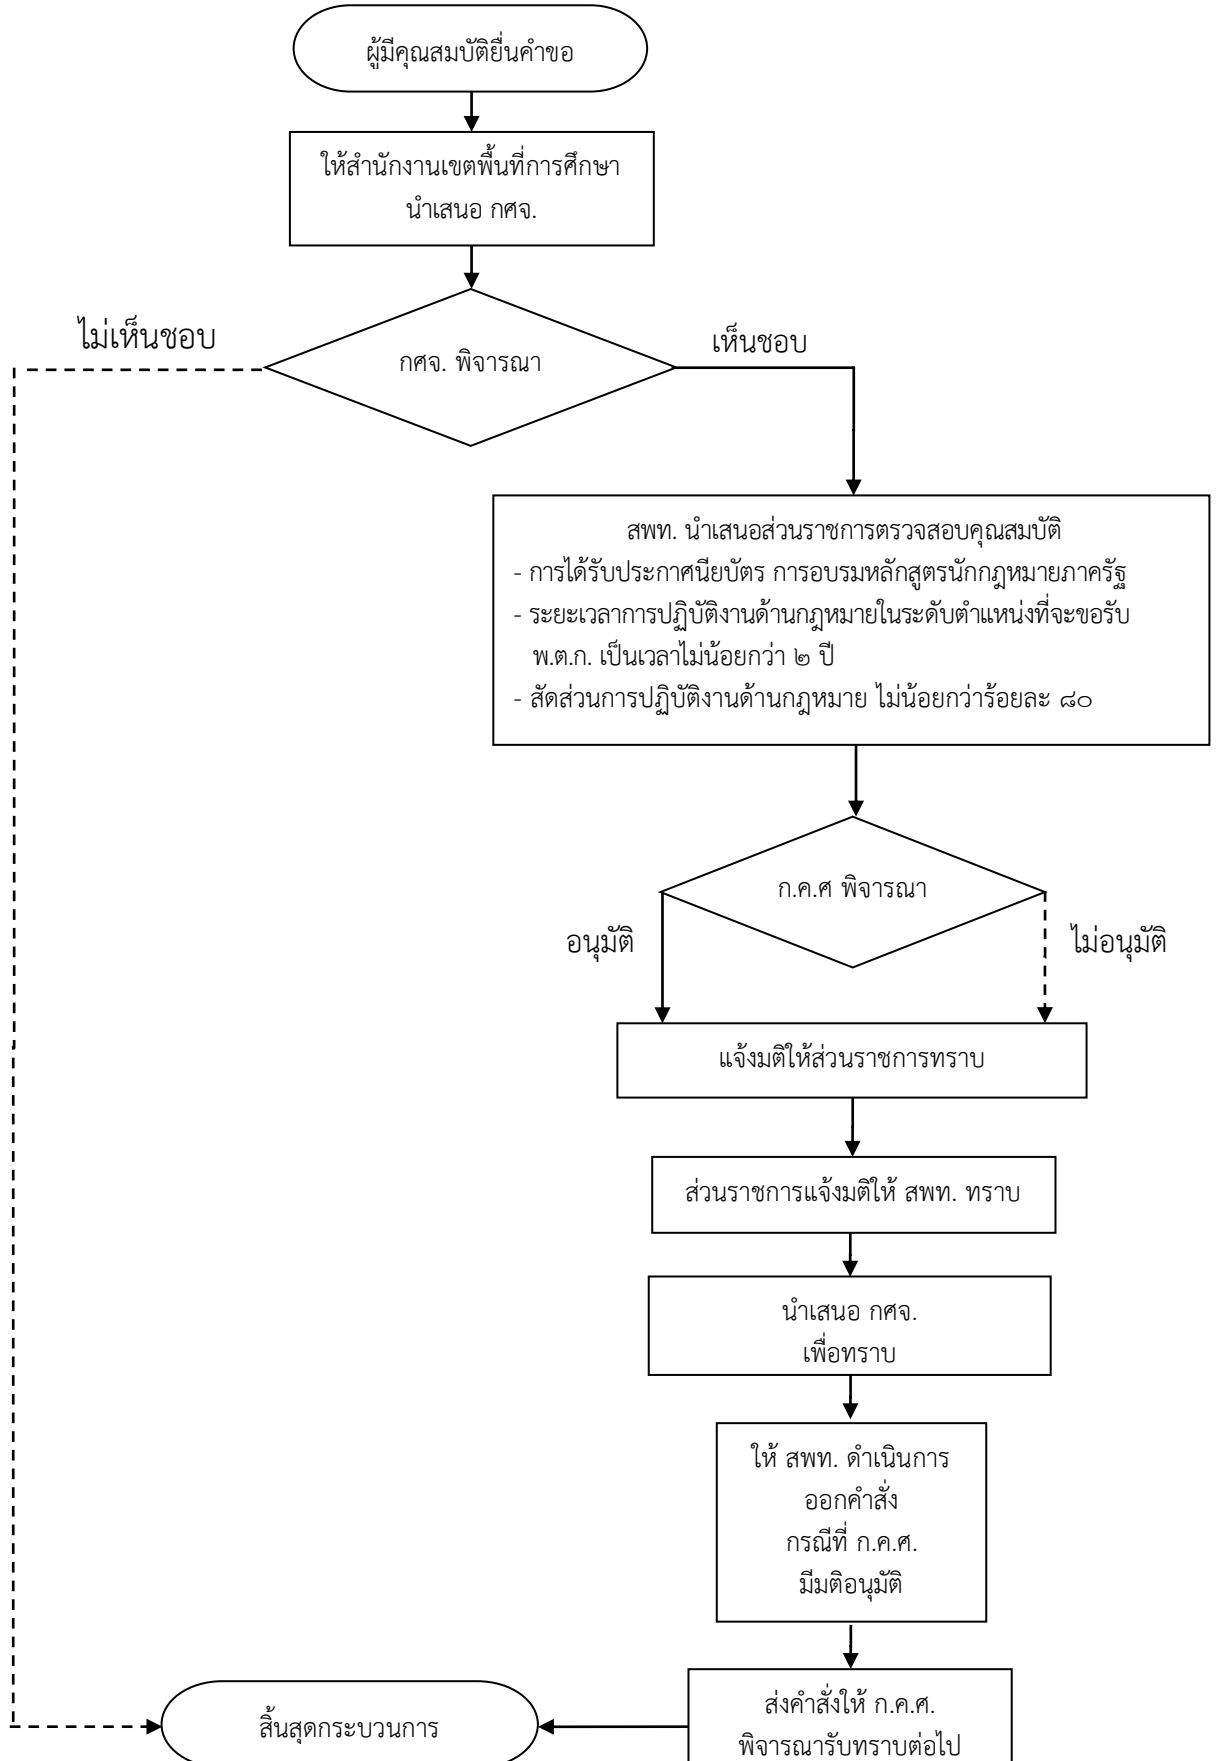 ผู้มีคุณสมบัติยื่นคำขอ
ให้สำนักงานเขตพื้นที่การศึกษา
นำเสนอ กศจ.
ไม่เห็นชอบ
เห็นชอบ
กศจ. พิจารณา
สพท. นำเสนอส่วนราชการตรวจสอบคุณสมบัติ
- การได้รับประกาศนียบัตร การอบรมหลักสูตรนักกฎหมายภาครัฐ
- ระยะเวลาการปฏิบัติงานด้านกฎหมายในระดับตำแหน่งที่จะขอรับ
พ.ต.ก. เป็นเวลาไม่น้อยกว่า ๒ ปี
- สัดส่วนการปฏิบัติงานด้านกฎหมาย ไม่น้อยกว่าร้อยละ ๘๐
ก.ค.ศ พิจารณา
อนุมัติ
ไม่อนุมัติ
แจ้งมติให้ส่วนราชการทราบ
ส่วนราชการแจ้งมติให้ สพท. ทราบ
นำเสนอ กศจ.
เพื่อทราบ
ให้ สพท. ดำเนินการ
ออกคำสั่ง
กรณีที่ ก.ค.ศ.
มีมติอนุมัติ
ส่งคำสั่งให้ ก.ค.ศ.
พิจารณารับทราบต่อไป
สิ้นสุดกระบวนการ